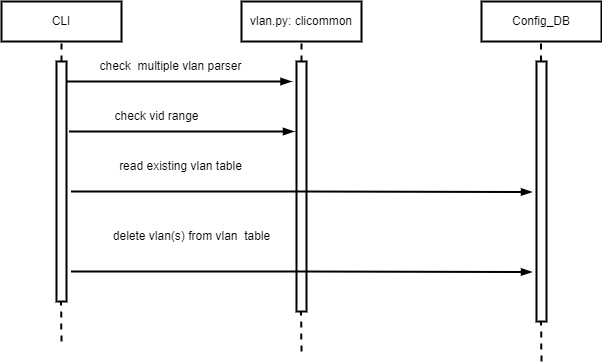 CLI
vlan.py: clicommon
Config_DB
check multiple vlan parser
check vid range
read existing vlan table
delete vlan(s) from vlan table